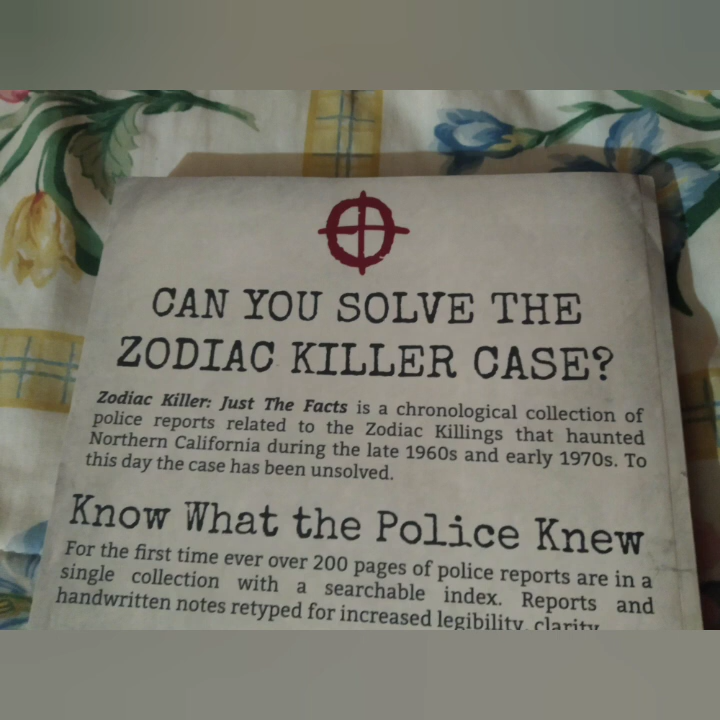 CAN YOU SOLVE THE
ZODIAC KILLER CASE?
Zodiac Killer: Just The Facts is a chronological collection of
police reports related to the Zodiac Killings that haunted
Northern California during the late 1960s and early 1970s. To
this day the case has been unsolved.
Know What the Police Knew
For the first time ever over 200 pages of police reports are in a
single collection with a searchable index. Reports and
handwritten notes retyped for increased legibility, clarity